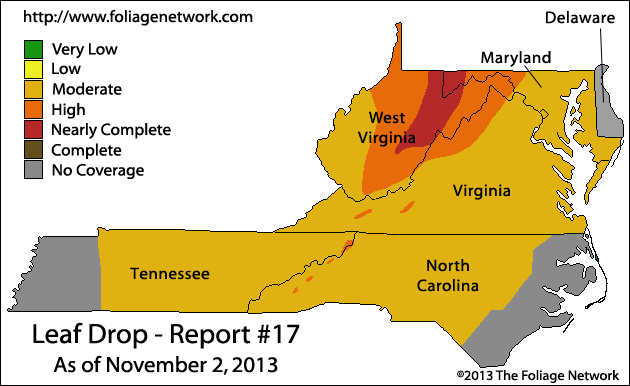 http://www.foliagenetwork.com
Delaware
Maryland
Very Low
Low
Moderate
High
Nearly Complete
Complete
No Coverage
West
Virginia
Virginia
Tennessee
North
Carolina
Leaf Drop - Report #17
As of November 2, 2013
©2013 The Foliage Network